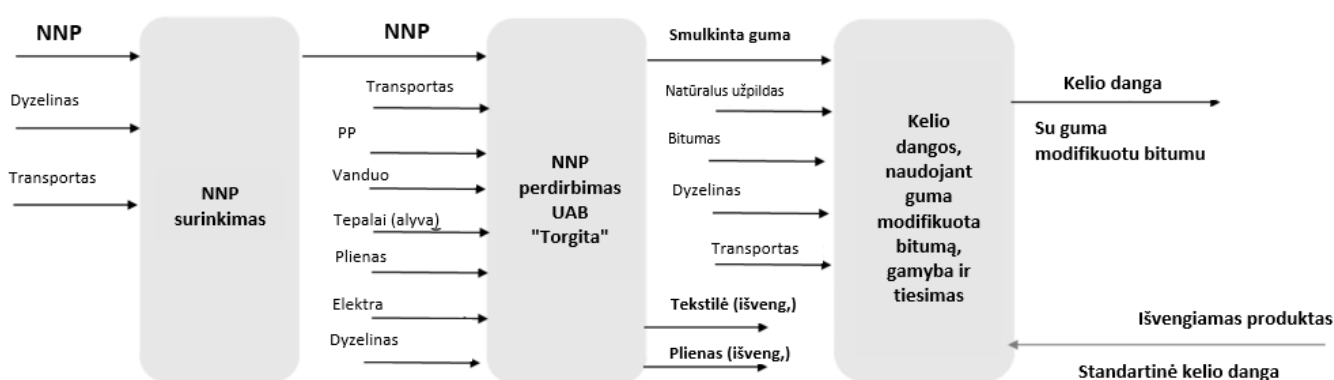 NNP
Dyzelinas
Transportas
NNP
surinkimas
NNP
Transportas
PP
Vanduo
Tepalai (alyva)
Plienas
Elektra
Dyzelinas
NNP
perdirbimas
UAB
"Torgita"
Smulkinta guma
Natūralus užpildas
Bitumas
Dyzelinas
Transportas
Tekstilė (išveng,)
Plienas (išveng,)
Kelio
dangos,
naudojant
guma
modifikuota
bitumą,
gamyba ir
tiesimas
Kelio danga
Su guma
modifikuotu bitumu
Išvengiamas produktas
Standartinė kelio danga